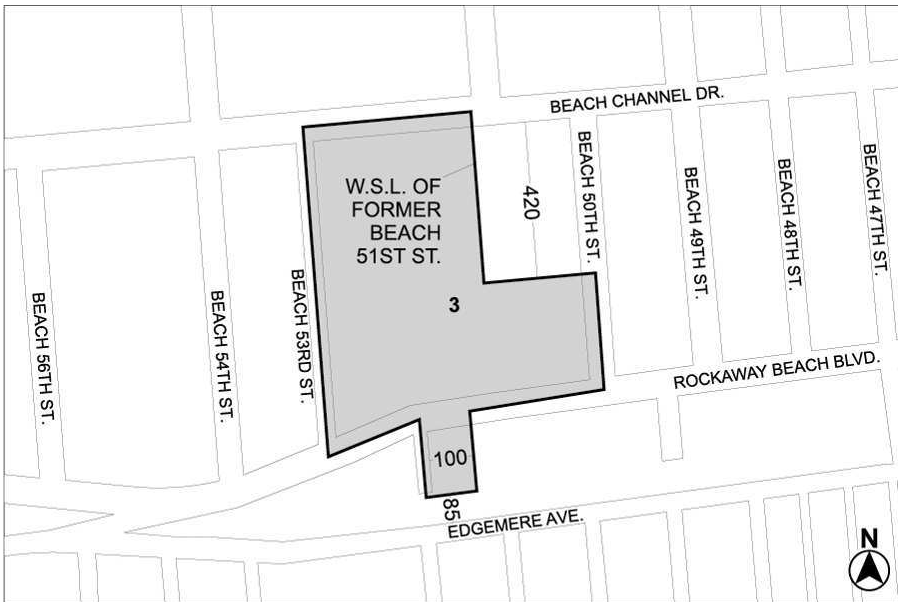 BEACH CHANNEL DR.
W.S.L. OF
FORMER
BEACH
51ST ST.
420
BEACH 50TH ST.
BEACH 49TH ST.
BEACH 48TH ST.
BEACH 47TH ST.
BEACH 56TH ST.
BEACH 54TH ST.
BEACH 53RD ST.
3
ROCKAWAY BEACH BLVD.
100
85
EDGEMERE AVE.
N